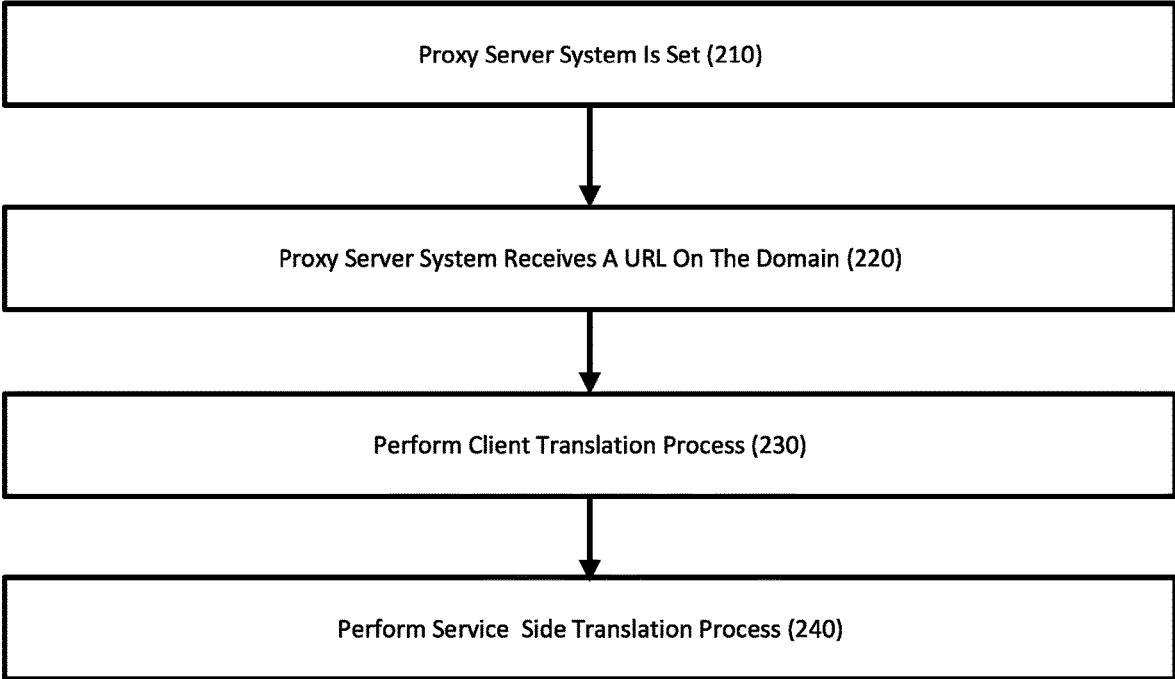 Proxy Server System Is Set (210)
Proxy Server System Receives A URL On The Domain (220)
Perform Client Translation Process (230)
Perform Service  Side Translation Process (240)